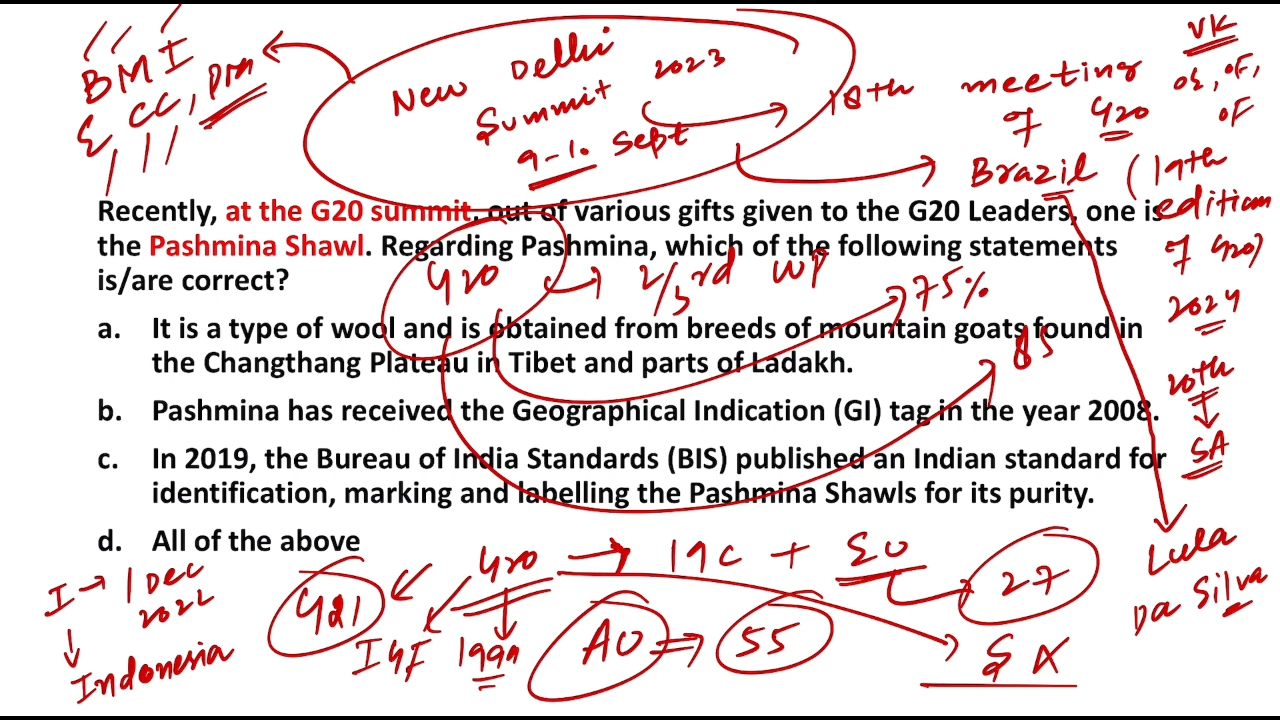 BMI
& CC, PM
New Delhi
Summit 2023
9-10 Sept
18th meeting
of G20
VK
OS, OF,
OF
Brazil (19th
edition
of G20)
2024
20th
SA
Recently, at the G20 summit, out of various gifts given to the G20 Leaders, one is
the Pashmina Shawl. Regarding Pashmina, which of the following statements
is/are correct?
G20 → 2/3rd WP
75%
85
a. It is a type of wool and is obtained from breeds of mountain goats found in
the Changthang Plateau in Tibet and parts of Ladakh.
b. Pashmina has received the Geographical Indication (GI) tag in the year 2008.
c. In 2019, the Bureau of India Standards (BIS) published an Indian standard for
identification, marking and labelling the Pashmina Shawls for its purity.
d. All of the above
I → 1 Dec
2022
Indonesia
G20 → 19C + EU
27
G21
IGF 1999
AU ⇒ 55
Lula
Da Silva